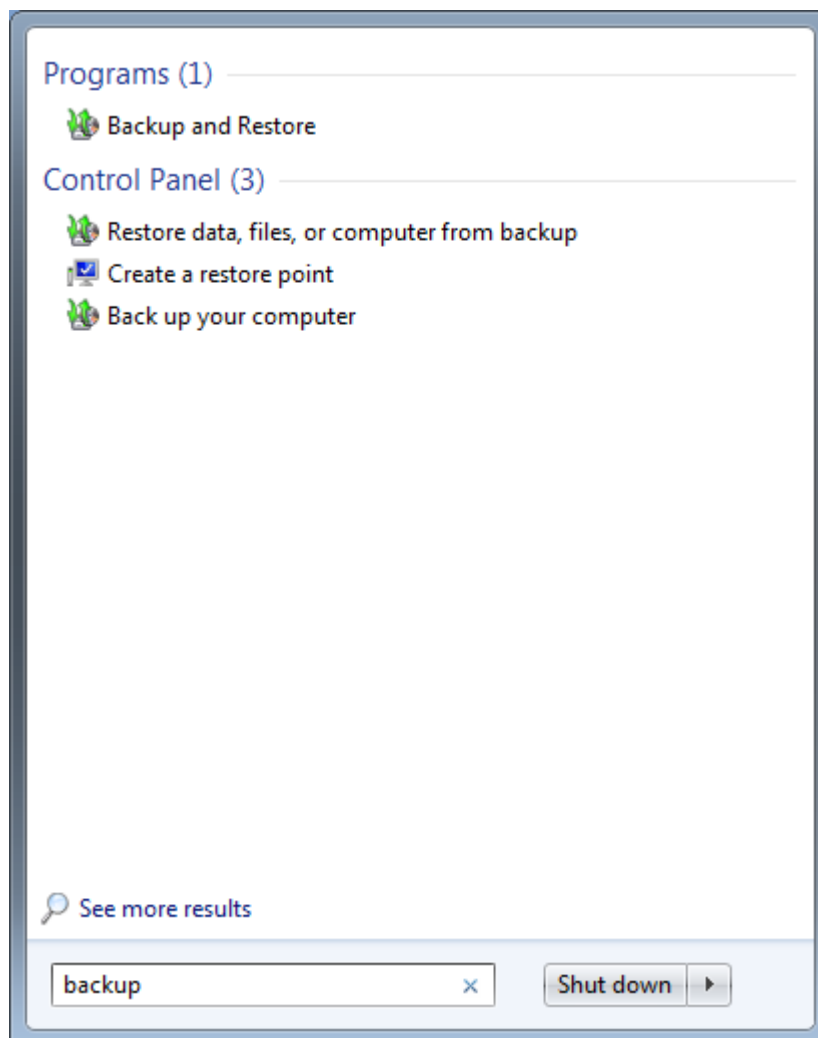 Programs (1)
Backup and Restore
Control Panel (3)
Restore data, files, or computer from backup
Create a restore point
Back up your computer
See more results
backup
Shut down